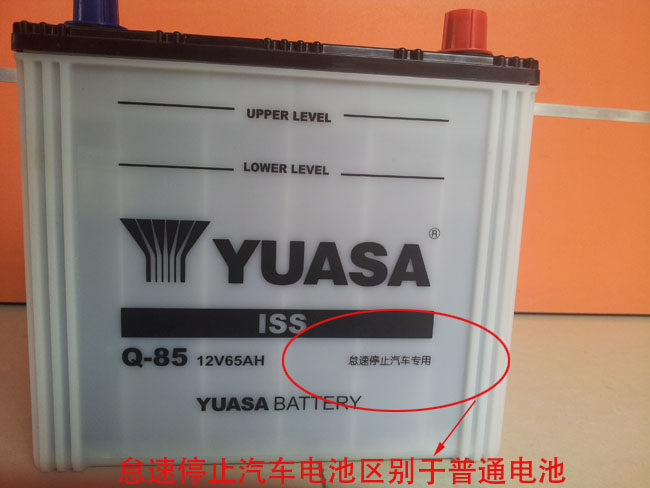 UPPER LEVEL
LOWER LEVEL
YUASA®
ISS
Q-85 12V65AH 怠速停止汽车专用
YUASA BATTERY
怠速停止汽车电池区别于普通电池